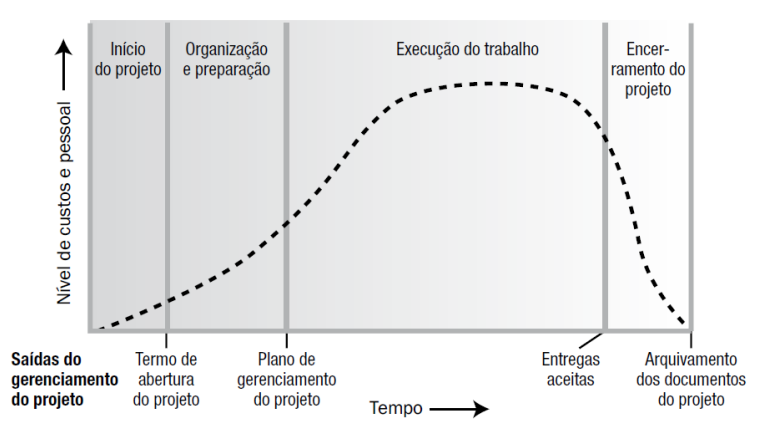 Início
do projeto
Organização
e preparação
Execução do trabalho
Encer-
ramento do
projeto
Nível de custos e pessoal
Saídas do
gerenciamento
do projeto
Termo de
abertura
do projeto
Plano de
gerenciamento
do projeto
Entregas
aceitas
Arquivamento
dos documentos
do projeto
Tempo